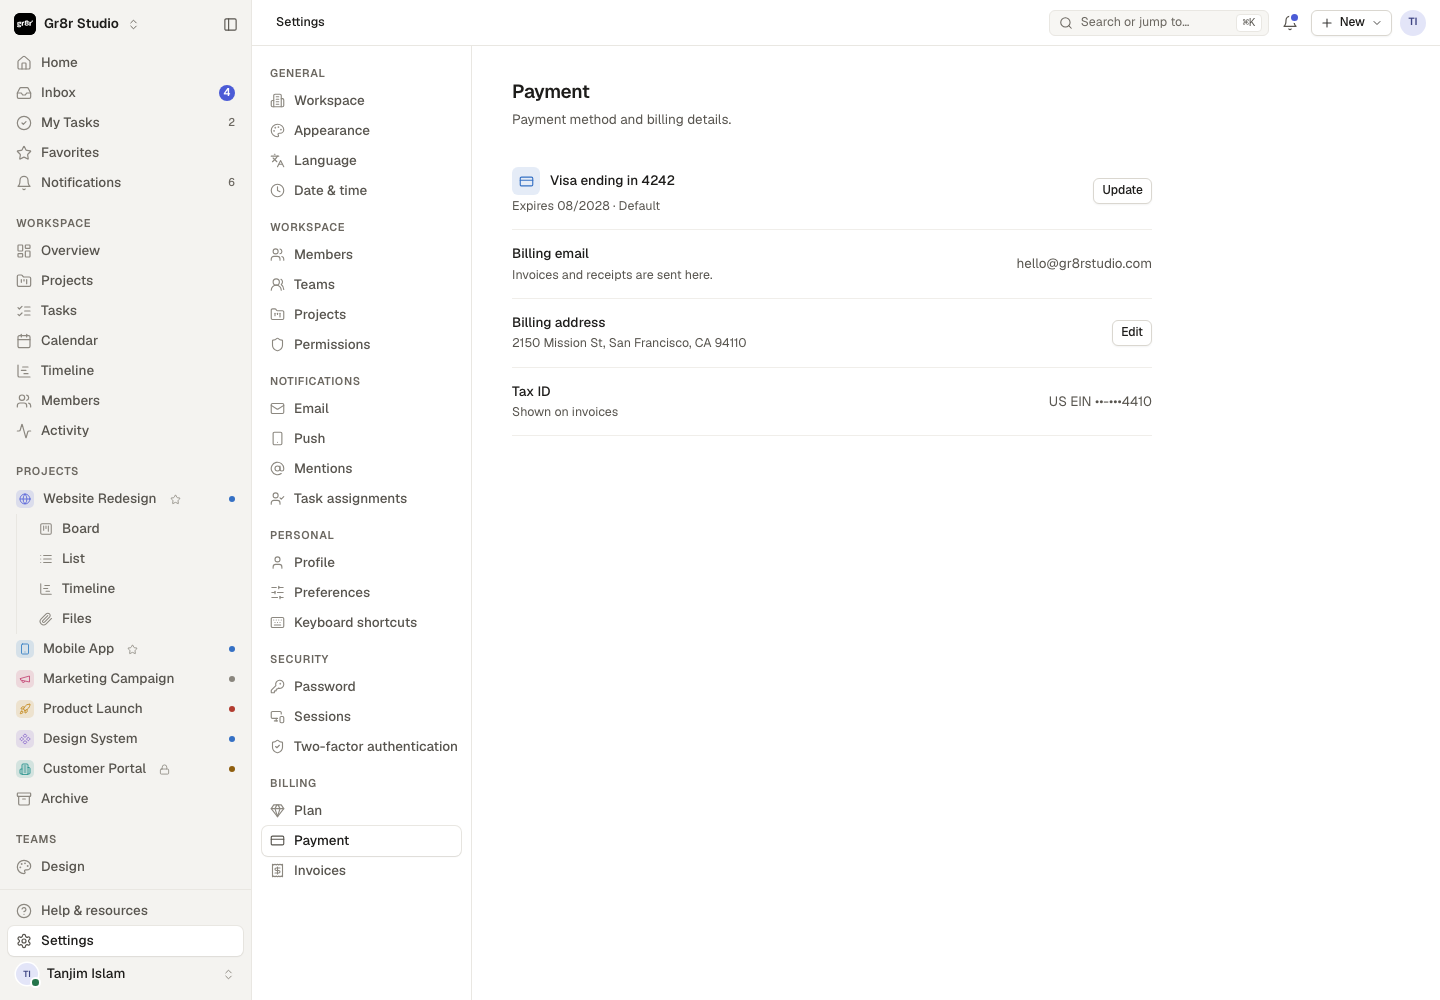 gr8r
Gr8r Studio
Home
Inbox 4
My Tasks 2
Favorites
Notifications 6
WORKSPACE
Overview
Projects
Tasks
Calendar
Timeline
Members
Activity
PROJECTS
Website Redesign
Board
List
Timeline
Files
Mobile App
Marketing Campaign
Product Launch
Design System
Customer Portal
Archive
TEAMS
Design
Help & resources
Settings
TI Tanjim Islam
Settings
Search or jump to... ⌘K
New
TI
GENERAL
Workspace
Appearance
Language
Date & time
WORKSPACE
Members
Teams
Projects
Permissions
NOTIFICATIONS
Email
Push
Mentions
Task assignments
PERSONAL
Profile
Preferences
Keyboard shortcuts
SECURITY
Password
Sessions
Two-factor authentication
BILLING
Plan
Payment
Invoices
Payment
Payment method and billing details.
Visa ending in 4242
Expires 08/2028 · Default
Update
Billing email
Invoices and receipts are sent here.
hello@gr8rstudio.com
Billing address
2150 Mission St, San Francisco, CA 94110
Edit
Tax ID
Shown on invoices
US EIN ••-•••4410